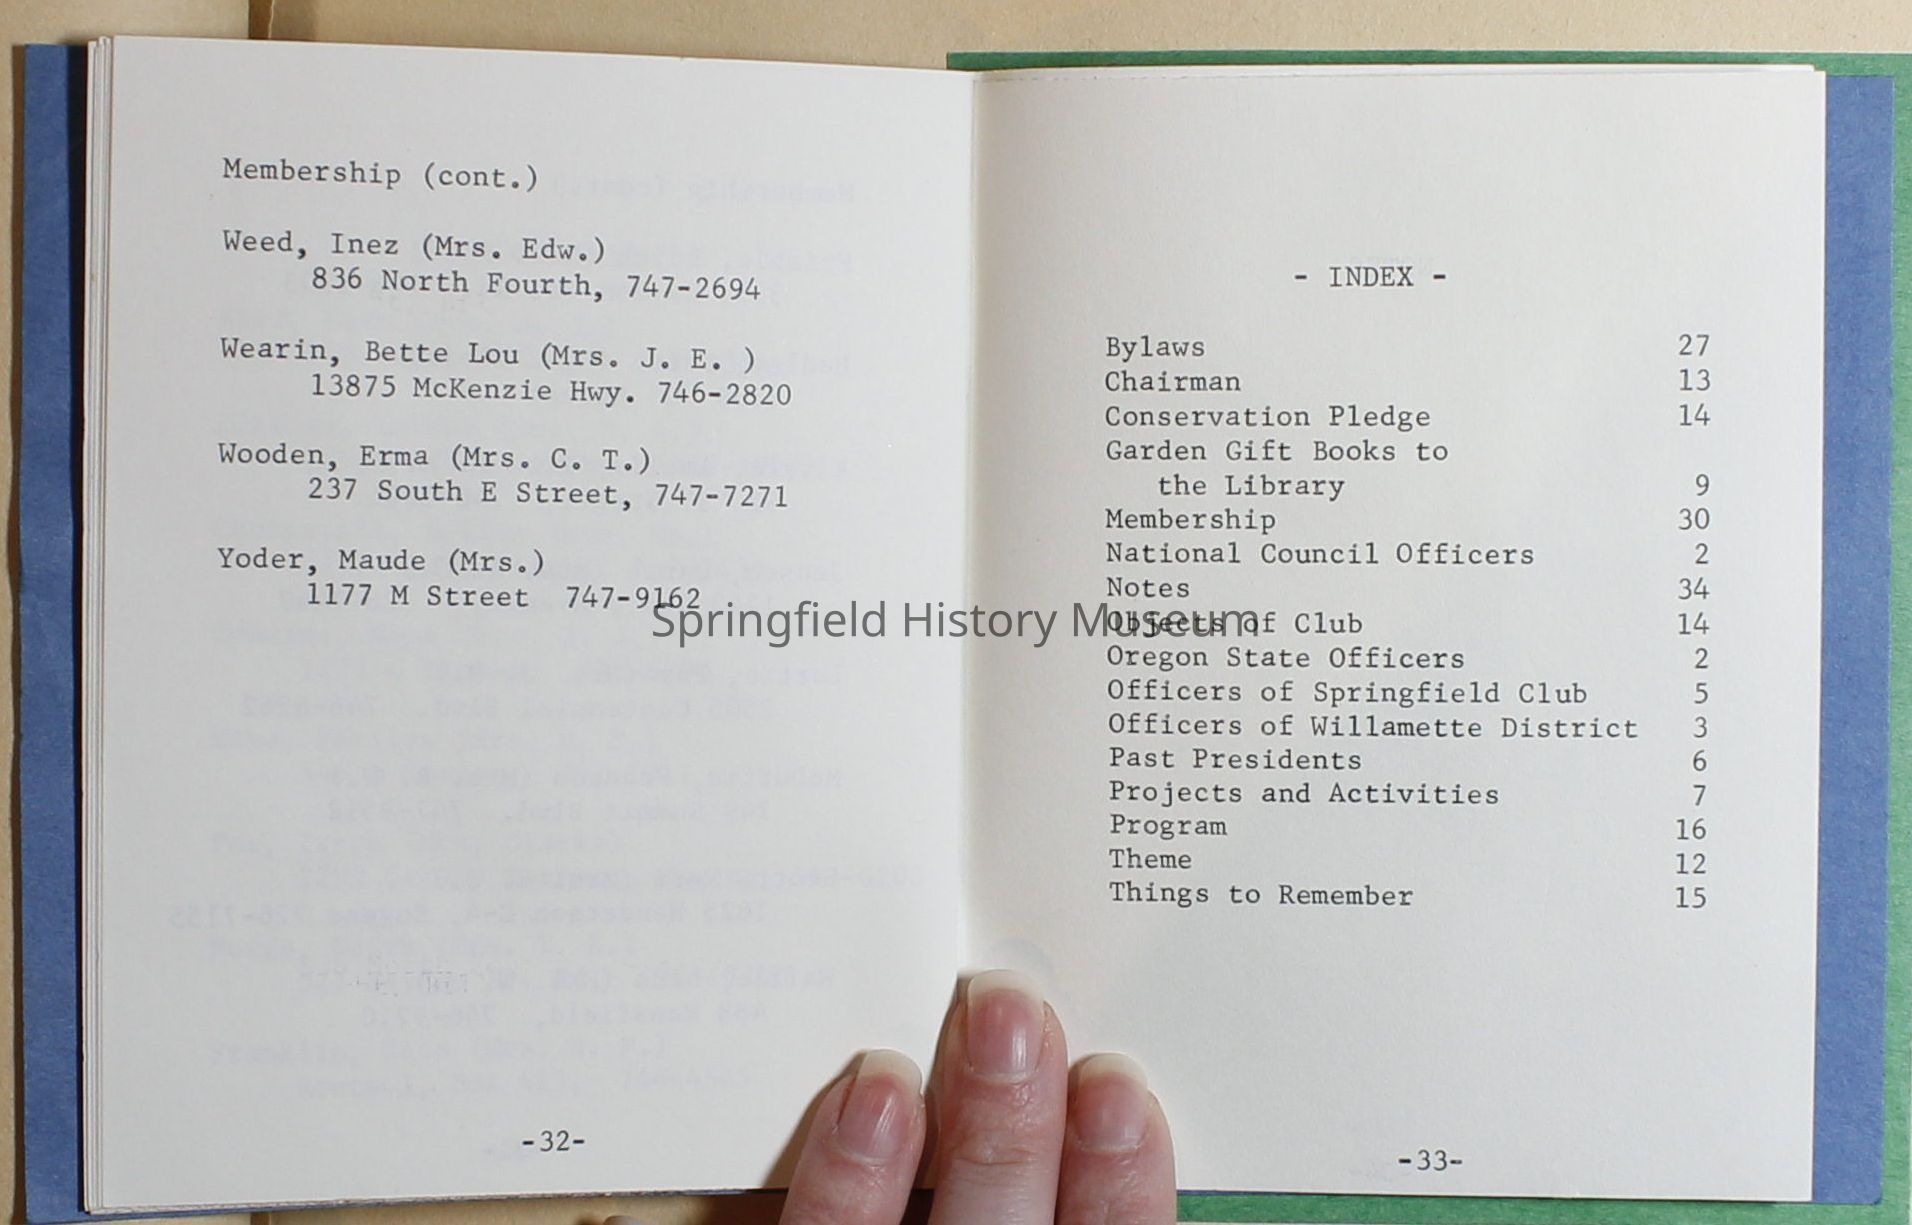 Membership (cont.)
Weed, Inez (Mrs. Edw.)
836 North Fourth, 747-2694
Wearin, Bette Lou (Mrs. J. E. )
13875 McKenzie Hwy. 746-2820
Wooden, Erma (Mrs. C. T.)
237 South E Street, 747-7271
Yoder, Maude (Mrs.)
1177 M Street 747-9162
-32-
- INDEX -
Bylaws 27
Chairman 13
Conservation Pledge 14
Garden Gift Books to
the Library 9
Membership 30
National Council Officers 2
Notes 34
Objects of Club 14
Oregon State Officers 2
Officers of Springfield Club 5
Officers of Willamette District 3
Past Presidents 6
Projects and Activities 7
Program 16
Theme 12
Things to Remember 15
-33-
Springfield History Museum